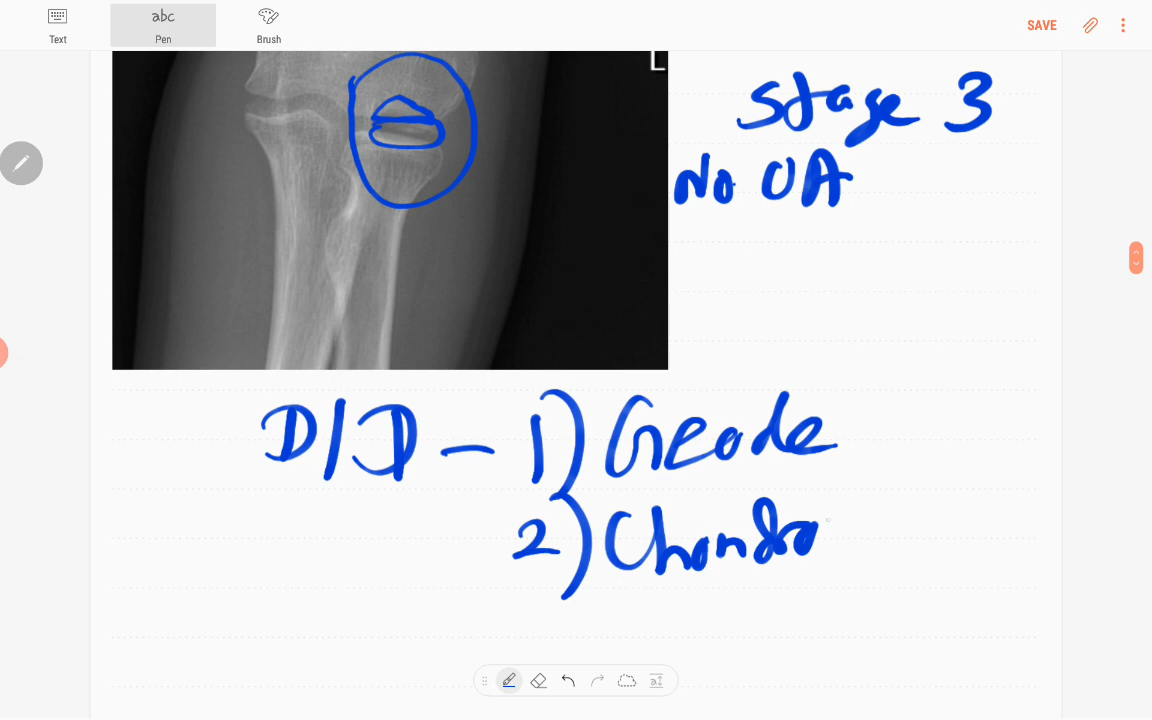 Text
abc
Pen
Brush
SAVE
L
Stage 3
No OA
D/D - 1) Geode
2) Chondro